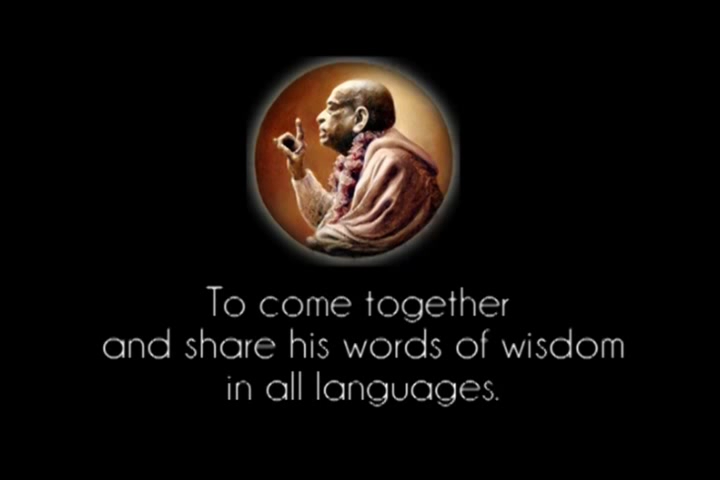 To come together
and share his words of wisdom
in all languages.